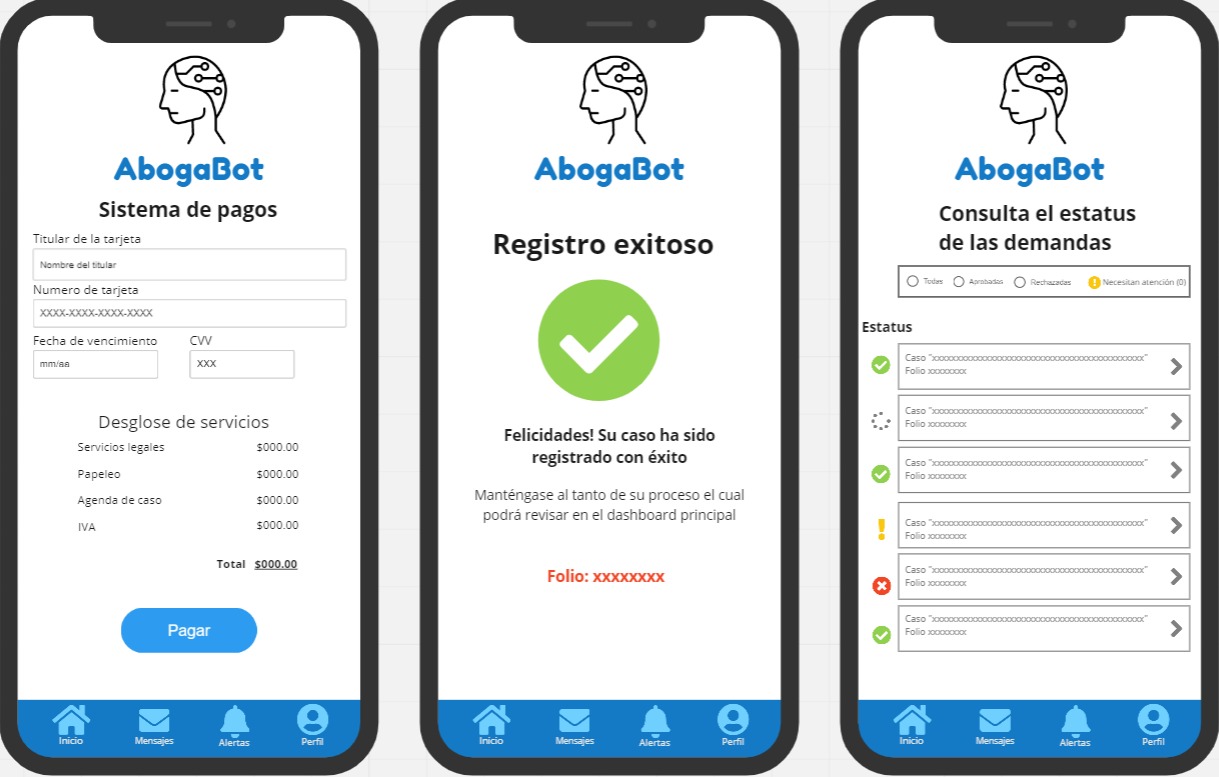 AbogaBot
Sistema de pagos
Titular de la tarjeta
Nombre del titular
Numero de tarjeta
XXXX-XXXX-XXXX-XXXX
Fecha de vencimiento CVV
mm/aa XXX
Desglose de servicios
Servicios legales $000.00
Papeleo $000.00
Agenda de caso $000.00
IVA $000.00
Total $000.00
Pagar
Inicio Mensajes Alertas Perfil
AbogaBot
Registro exitoso
Felicidades! Su caso ha sido
registrado con éxito
Manténgase al tanto de su proceso el cual
podrá revisar en el dashboard principal
Folio: xxxxxxxx
Inicio Mensajes Alertas Perfil
AbogaBot
Consulta el estatus
de las demandas
Todas Aprobadas Rechazadas Necesitan atención (0)
Estatus
Caso "xxxxxxxxxxxxxxxxxxxxxxxxxxxxxxxxxxxxxxxxxxxx"
Folio xxxxxxxx
Caso "xxxxxxxxxxxxxxxxxxxxxxxxxxxxxxxxxxxxxxxxxxxx"
Folio xxxxxxxx
Caso "xxxxxxxxxxxxxxxxxxxxxxxxxxxxxxxxxxxxxxxxxxxx"
Folio xxxxxxxx
Caso "xxxxxxxxxxxxxxxxxxxxxxxxxxxxxxxxxxxxxxxxxxxx"
Folio xxxxxxxx
Caso "xxxxxxxxxxxxxxxxxxxxxxxxxxxxxxxxxxxxxxxxxxxx"
Folio xxxxxxxx
Caso "xxxxxxxxxxxxxxxxxxxxxxxxxxxxxxxxxxxxxxxxxxxx"
Folio xxxxxxxx
Inicio Mensajes Alertas Perfil